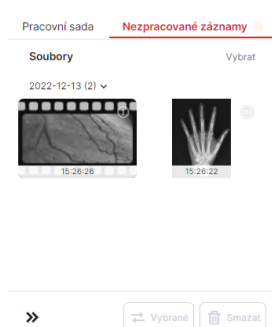 Pracovní sada Nezpracované záznamy
Soubory Vybrat
2022-12-13 (2)
15:26:26 15:26:22
Vybrané Smazat